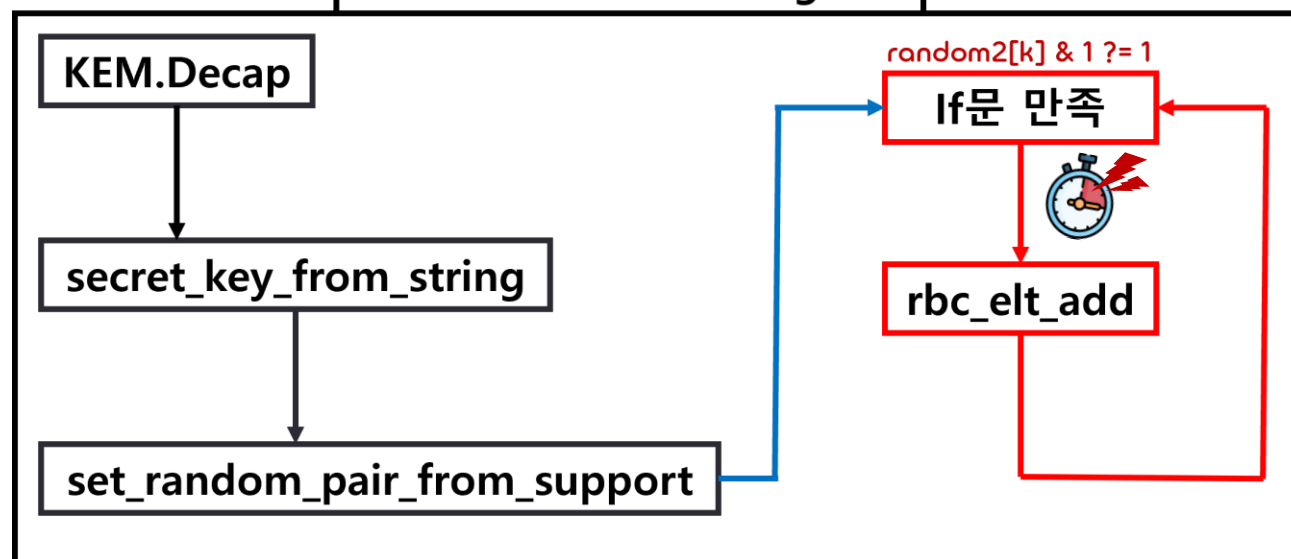 KEM.Decap
secret_key_from_string
set_random_pair_from_support
random2[k] & 1 ?= 1
If문 만족
rbc_elt_add